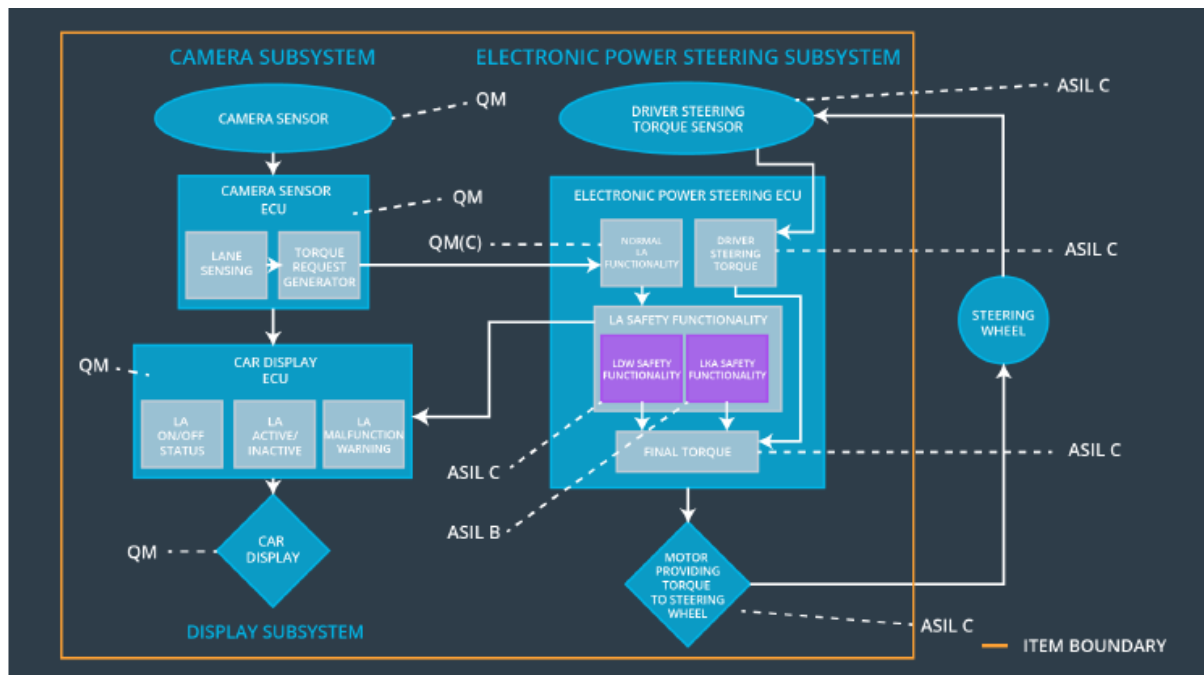 CAMERA SUBSYSTEM
ELECTRONIC POWER STEERING SUBSYSTEM
CAMERA SENSOR
QM
DRIVER STEERING
TORQUE SENSOR
ASIL C
CAMERA SENSOR
ECU
QM
ELECTRONIC POWER STEERING ECU
LANE
SENSING
TORQUE
REQUEST
GENERATOR
QM(C)
NORMAL
LA
FUNCTIONALITY
DRIVER
STEERING
TORQUE
ASIL C
LA SAFETY FUNCTIONALITY
LDW SAFETY
FUNCTIONALITY
LKA SAFETY
FUNCTIONALITY
STEERING
WHEEL
QM
CAR DISPLAY
ECU
LA
ON/OFF
STATUS
LA
ACTIVE/
INACTIVE
LA
MALFUNCTION
WARNING
FINAL TORQUE
ASIL C
ASIL C
ASIL B
QM
CAR
DISPLAY
MOTOR
PROVIDING
TORQUE
TO STEERING
WHEEL
ASIL C
DISPLAY SUBSYSTEM
ITEM BOUNDARY